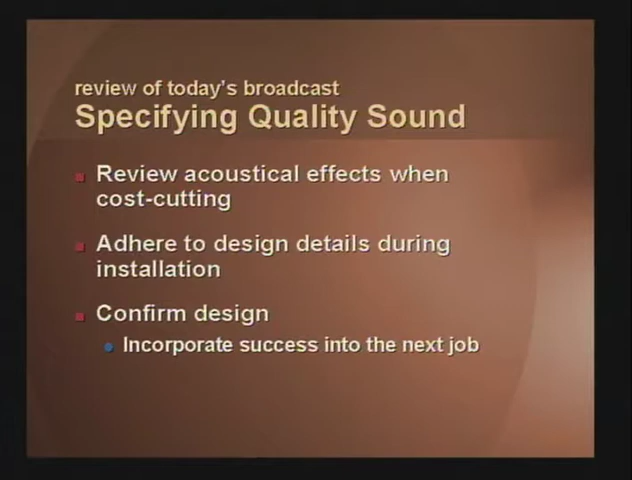 review of today's broadcast
Specifying Quality Sound
Review acoustical effects when
cost-cutting
Adhere to design details during
installation
Confirm design
Incorporate success into the next job